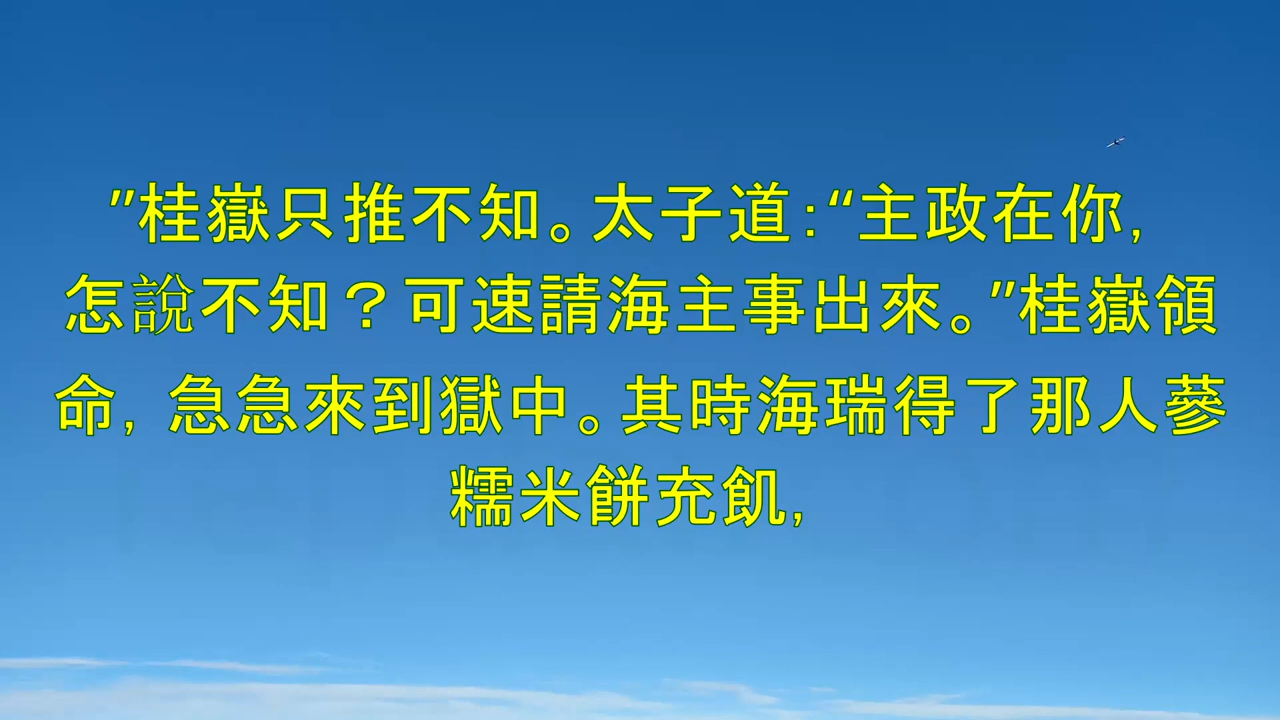 ”桂嶽只推不知。太子道：“主政在你，
怎說不知？可速請海主事出來。”桂嶽領
命，急急來到獄中。其時海瑞得了那人蔘
糯米餅充飢，